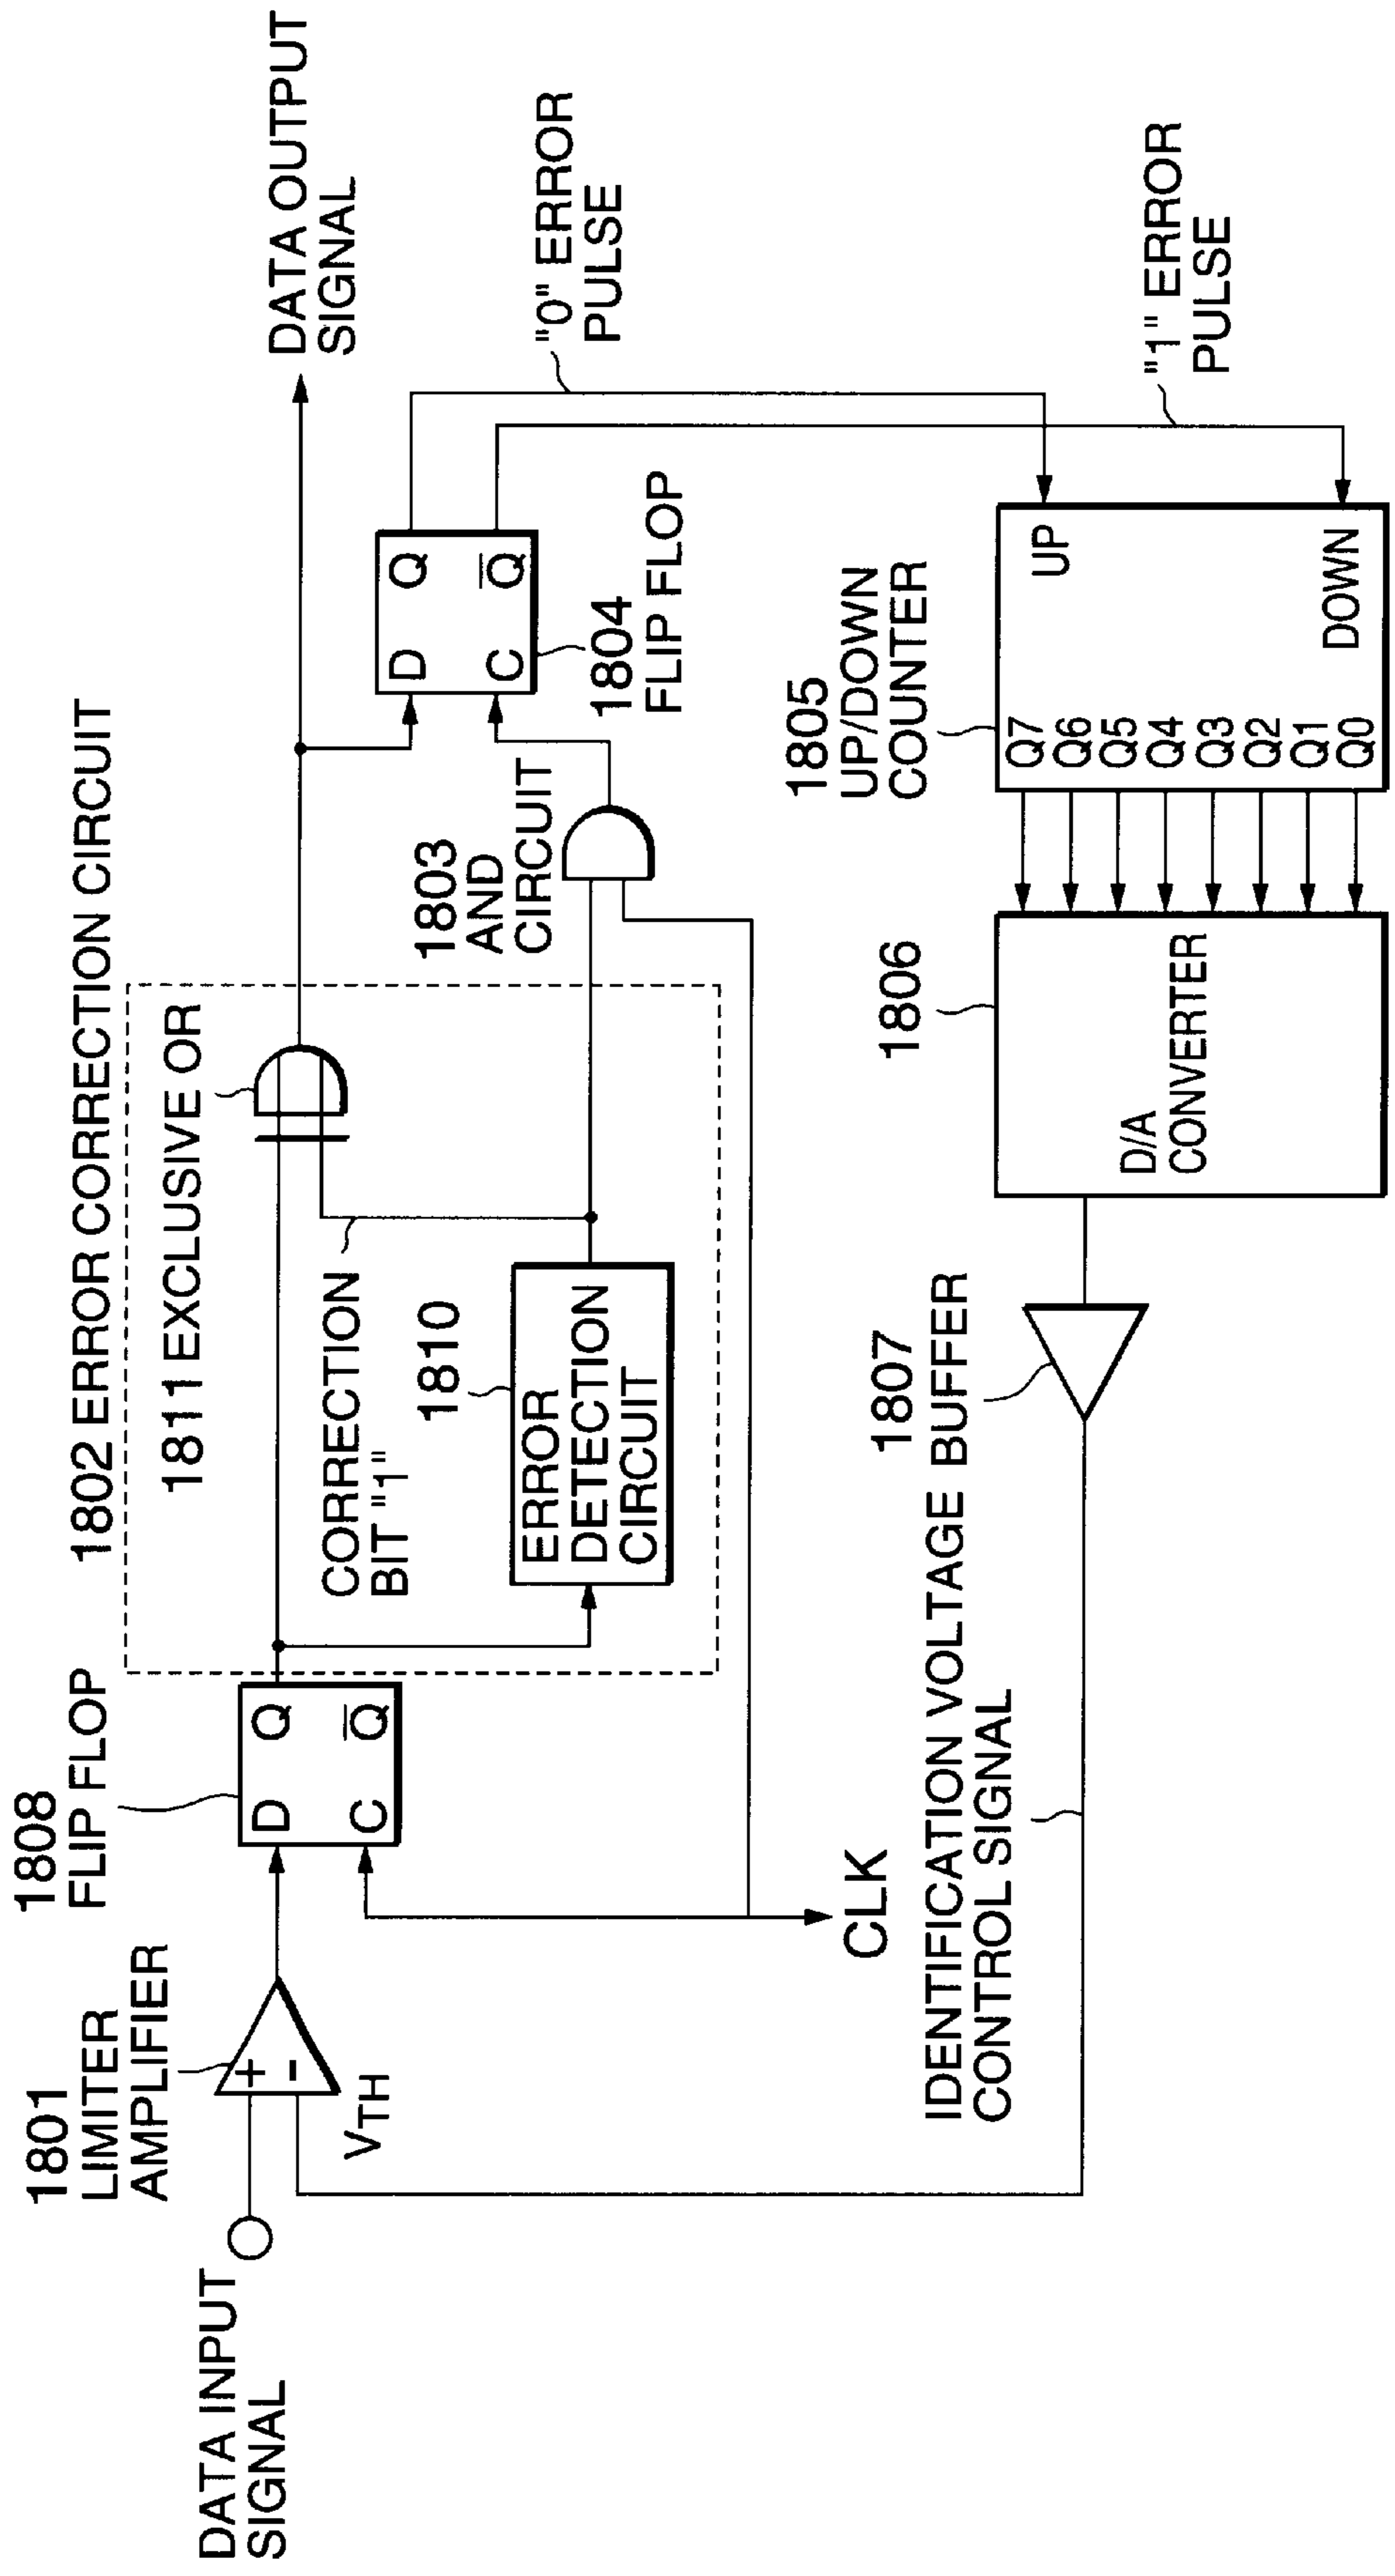 1802 ERROR CORRECTION CIRCUIT
1811 EXCLUSIVE OR
1808
FLIP FLOP
1801
LIMITER
AMPLIFIER
DATA INPUT
SIGNAL
+
-
VTH
D Q
C Q
CORRECTION
BIT "1"
1810
ERROR
DETECTION
CIRCUIT
1803
AND
CIRCUIT
DATA OUTPUT
SIGNAL
D Q
C Q
1804
FLIP FLOP
"0" ERROR
PULSE
"1" ERROR
PULSE
CLK
1805
UP/DOWN
COUNTER
UP
DOWN
Q7
Q6
Q5
Q4
Q3
Q2
Q1
Q0
1806
D/A
CONVERTER
1807
BUFFER
IDENTIFICATION VOLTAGE
CONTROL SIGNAL